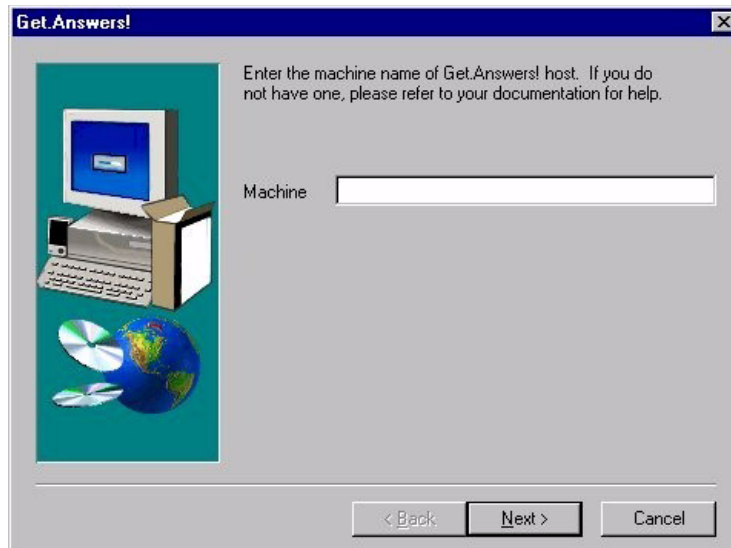 Get.Answers!
Enter the machine name of Get.Answers! host.  If you do
not have one, please refer to your documentation for help.
Machine
< Back
Next >
Cancel